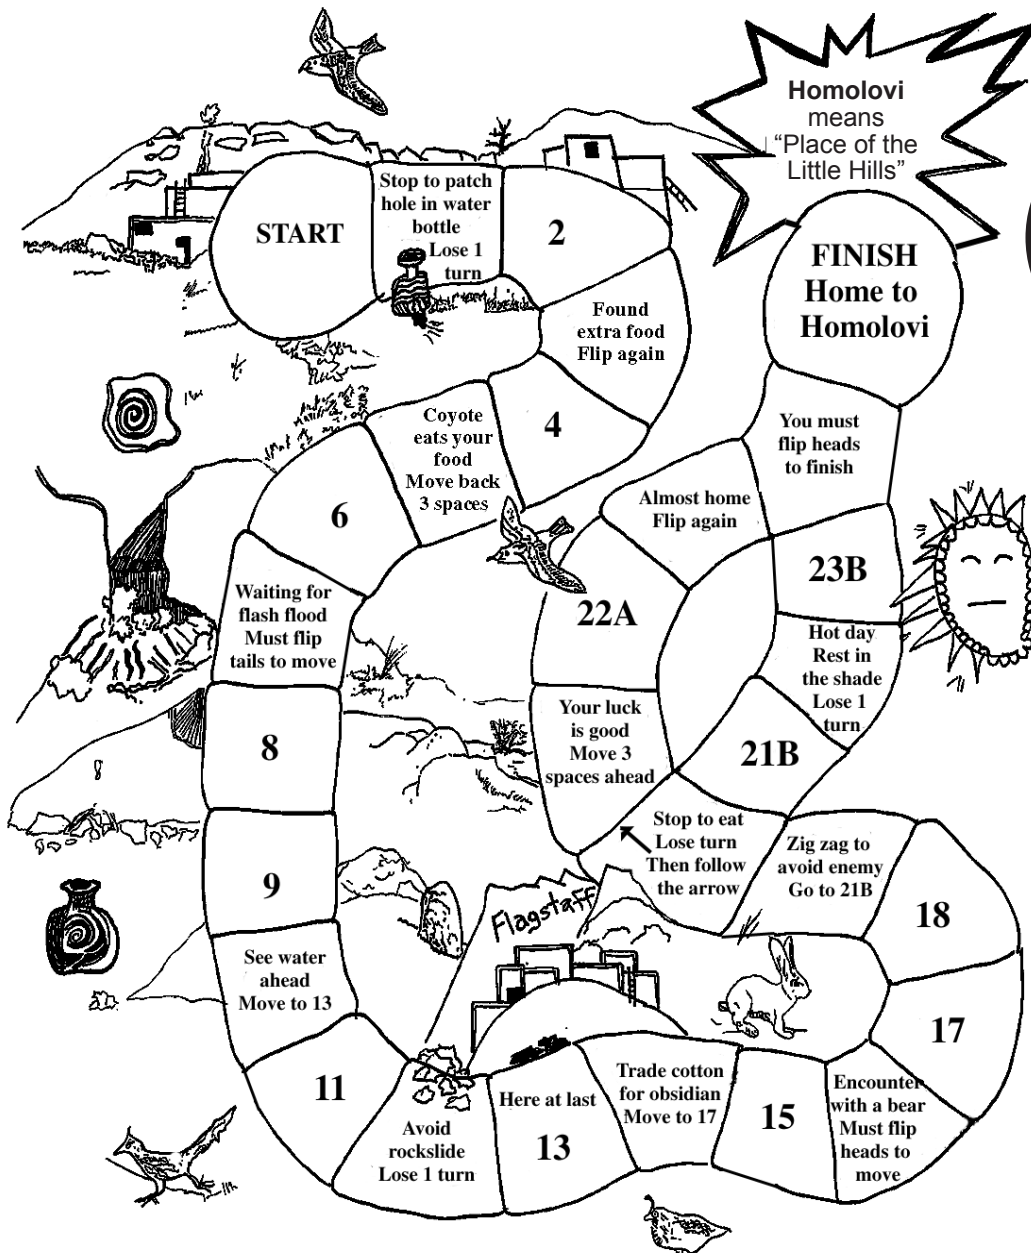 Homolovi
means
“Place of the
Little Hills”
START
Stop to patch
hole in water
bottle
Lose 1
turn
2
Found
extra food
Flip again
4
Coyote
eats your
food
Move back
3 spaces
6
Waiting for
flash flood
Must flip
tails to move
8
9
See water
ahead
Move to 13
11
Avoid
rockslide
Lose 1 turn
Here at last
13
Trade cotton
for obsidian
Move to 17
15
Encounter
with a bear
Must flip
heads to
move
17
18
Zig zag to
avoid enemy
Go to 21B
Stop to eat
Lose turn
Then follow
the arrow
Your luck
is good
Move 3
spaces ahead
22A
Almost home
Flip again
21B
Hot day
Rest in
the shade
Lose 1
turn
23B
You must
flip heads
to finish
FINISH
Home to
Homolovi
Flagstaff